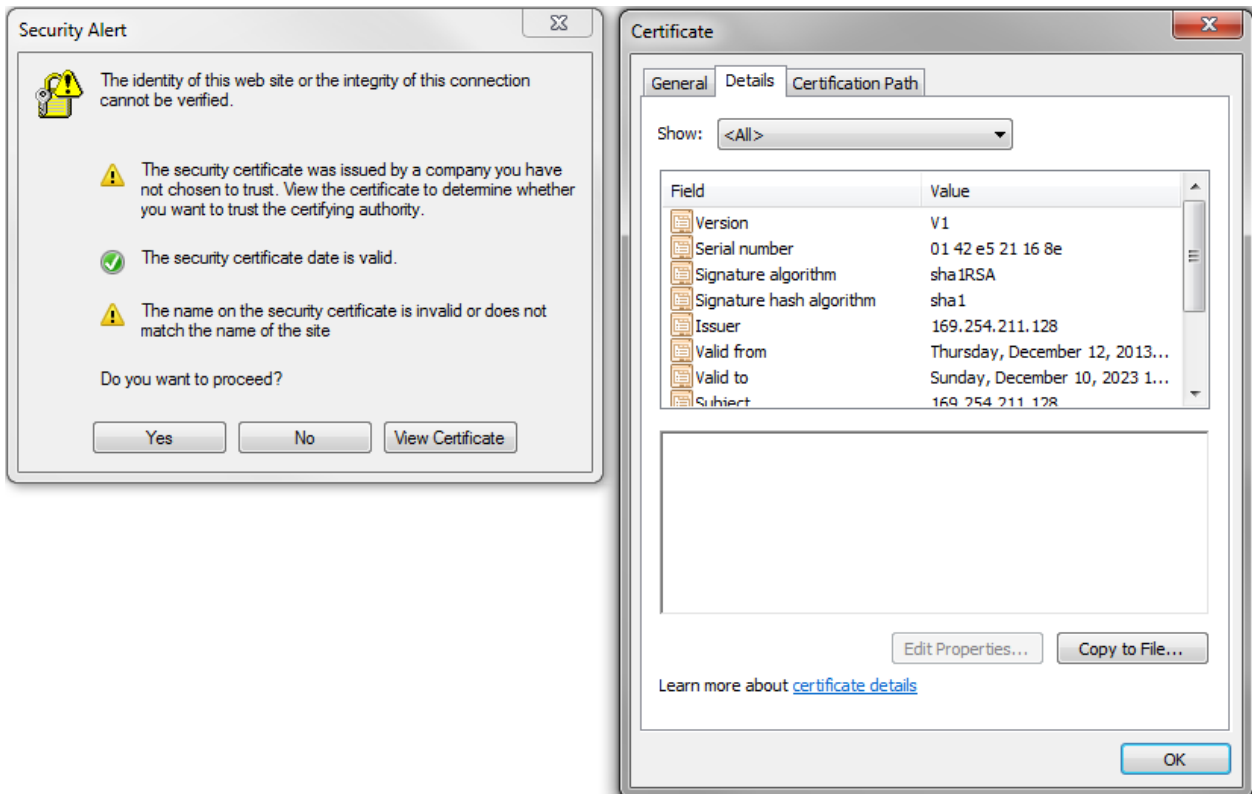 Security Alert
The identity of this web site or the integrity of this connection
cannot be verified.
The security certificate was issued by a company you have
not chosen to trust. View the certificate to determine whether
you want to trust the certifying authority.
The security certificate date is valid.
The name on the security certificate is invalid or does not
match the name of the site
Do you want to proceed?
Yes No View Certificate
Certificate
General Details Certification Path
Show: <All>
Field Value
Version V1
Serial number 01 42 e5 21 16 8e
Signature algorithm sha1RSA
Signature hash algorithm sha1
Issuer 169.254.211.128
Valid from Thursday, December 12, 2013...
Valid to Sunday, December 10, 2023 1...
Subject 169.254.211.128
Edit Properties... Copy to File...
Learn more about certificate details
OK